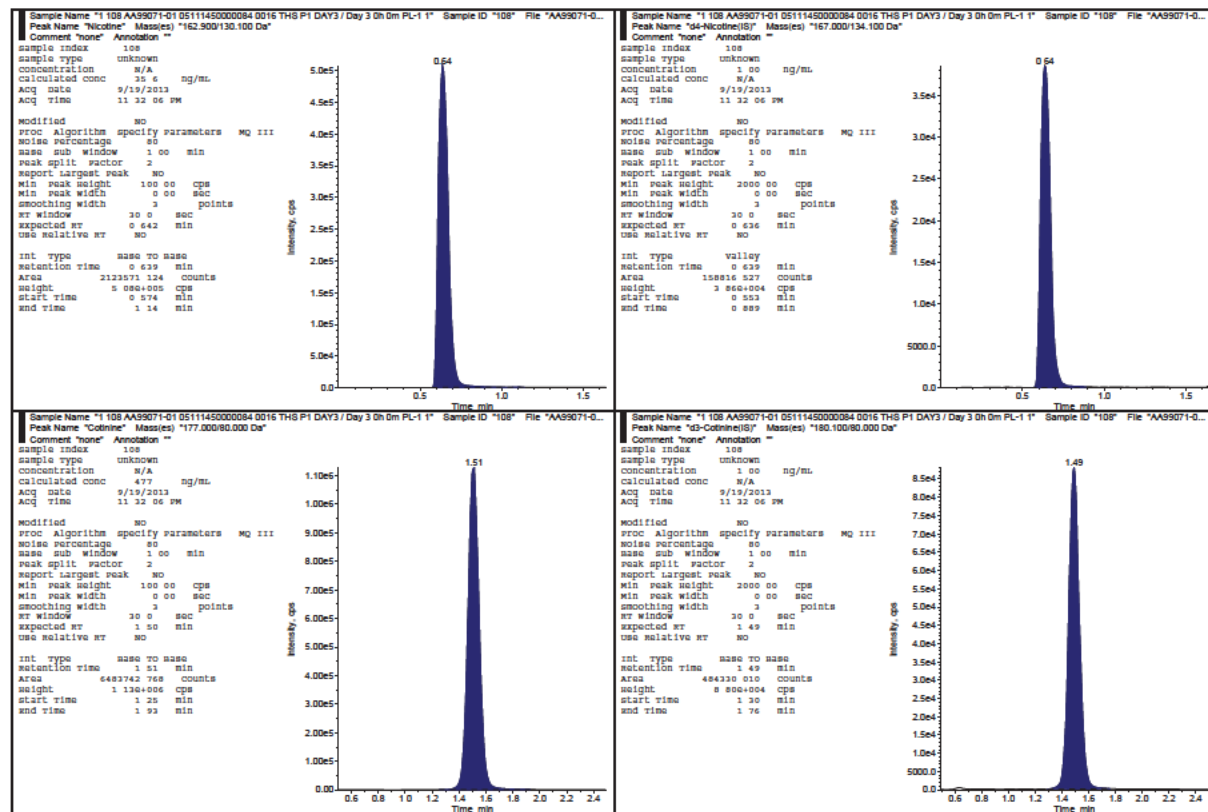 Sample Name "1 108 AA99071-01 05111450000084 0016 THS P1 DAY3 / Day 3 0h 0m PL-1 1" Sample ID "108" File "AA99071-0...
Peak Name "Nicotine" Mass(es) "162.900/130.100 Da"
Comment "none" Annotation ""
Sample Index 108
Sample Type Unknown
Concentration N/A
Calculated Conc 35 6 ng/mL
Acq Date 9/19/2013
Acq Time 11 32 06 PM
Modified NO
Proc Algorithm Specify Parameters MQ III
Noise Percentage 80
Base Sub Window 1 00 min
Peak Split Factor 2
Report Largest Peak NO
Min Peak Height 100 00 cps
Min Peak Width 0 00 sec
Smoothing Width 3 points
RT Window 30 0 sec
Expected RT 0 642 min
Use Relative RT NO
Int Type Base To Base
Retention Time 0 639 min
Area 2123571 124 counts
Height 5 08e+005 cps
Start Time 0 574 min
End Time 1 14 min
0.64
Intensity, cps
5.0e5
4.5e5
4.0e5
3.5e5
3.0e5
2.5e5
2.0e5
1.5e5
1.0e5
5.0e4
0.0
0.5 1.0 1.5
Time min
Sample Name "1 108 AA99071-01 05111450000084 0016 THS P1 DAY3 / Day 3 0h 0m PL-1 1" Sample ID "108" File "AA99071-0...
Peak Name "d4-Nicotine(IS)" Mass(es) "167.000/134.100 Da"
Comment "none" Annotation ""
Sample Index 108
Sample Type Unknown
Concentration 1 00 ng/mL
Calculated Conc N/A
Acq Date 9/19/2013
Acq Time 11 32 06 PM
Modified NO
Proc Algorithm Specify Parameters MQ III
Noise Percentage 80
Base Sub Window 1 00 min
Peak Split Factor 2
Report Largest Peak NO
Min Peak Height 2000 00 cps
Min Peak Width 0 00 sec
Smoothing Width 3 points
RT Window 30 0 sec
Expected RT 0 636 min
Use Relative RT NO
Int Type Valley
Retention Time 0 639 min
Area 158816 527 counts
Height 3 86e+004 cps
Start Time 0 553 min
End Time 0 889 min
0 64
Intensity, cps
3.5e4
3.0e4
2.5e4
2.0e4
1.5e4
1.0e4
5000.0
0.0
0.5 1.0 1.5
Time min
Sample Name "1 108 AA99071-01 05111450000084 0016 THS P1 DAY3 / Day 3 0h 0m PL-1 1" Sample ID "108" File "AA99071-0...
Peak Name "Cotinine" Mass(es) "177.000/80.000 Da"
Comment "none" Annotation ""
Sample Index 108
Sample Type Unknown
Concentration N/A
Calculated Conc 477 ng/mL
Acq Date 9/19/2013
Acq Time 11 32 06 PM
Modified NO
Proc Algorithm Specify Parameters MQ III
Noise Percentage 80
Base Sub Window 1 00 min
Peak Split Factor 2
Report Largest Peak NO
Min Peak Height 100 00 cps
Min Peak Width 0 00 sec
Smoothing Width 3 points
RT Window 30 0 sec
Expected RT 1 50 min
Use Relative RT NO
Int Type Base To Base
Retention Time 1 51 min
Area 6483742 768 counts
Height 1 13e+006 cps
Start Time 1 25 min
End Time 1 93 min
1.51
Intensity, cps
1.10e6
1.00e6
9.00e5
8.00e5
7.00e5
6.00e5
5.00e5
4.00e5
3.00e5
2.00e5
1.00e5
0.00
0.6 0.8 1.0 1.2 1.4 1.6 1.8 2.0 2.2 2.4
Time min
Sample Name "1 108 AA99071-01 05111450000084 0016 THS P1 DAY3 / Day 3 0h 0m PL-1 1" Sample ID "108" File "AA99071-0...
Peak Name "d3-Cotinine(IS)" Mass(es) "180.100/80.000 Da"
Comment "none" Annotation ""
Sample Index 108
Sample Type Unknown
Concentration 1 00 ng/mL
Calculated Conc N/A
Acq Date 9/19/2013
Acq Time 11 32 06 PM
Modified NO
Proc Algorithm Specify Parameters MQ III
Noise Percentage 80
Base Sub Window 1 00 min
Peak Split Factor 2
Report Largest Peak NO
Min Peak Height 2000 00 cps
Min Peak Width 0 00 sec
Smoothing Width 3 points
RT Window 30 0 sec
Expected RT 1 49 min
Use Relative RT NO
Int Type Base To Base
Retention Time 1 49 min
Area 484330 010 counts
Height 8 80e+004 cps
Start Time 1 30 min
End Time 1 76 min
1.49
Intensity, cps
8.5e4
8.0e4
7.5e4
7.0e4
6.5e4
6.0e4
5.5e4
5.0e4
4.5e4
4.0e4
3.5e4
3.0e4
2.5e4
2.0e4
1.5e4
1.0e4
5000.0
0.0
0.6 0.8 1.0 1.2 1.4 1.6 1.8 2.0 2.2 2.4
Time min